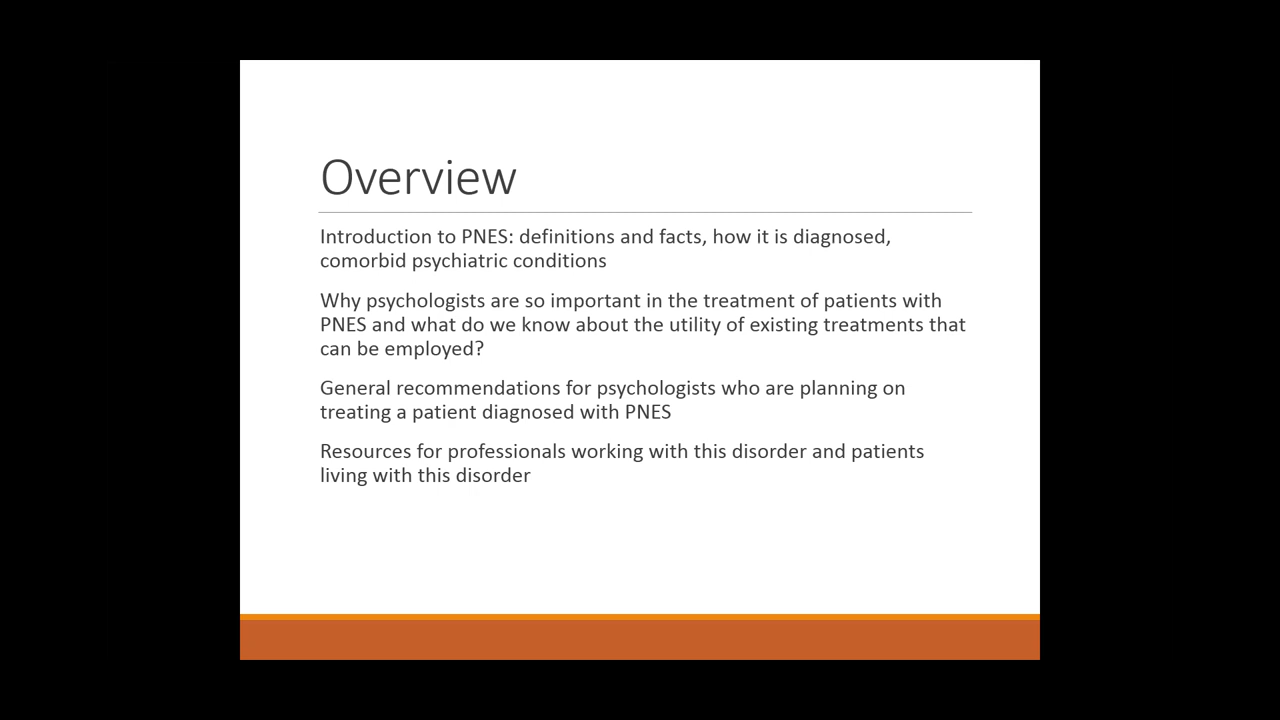 Overview
Introduction to PNES: definitions and facts, how it is diagnosed,
comorbid psychiatric conditions
Why psychologists are so important in the treatment of patients with
PNES and what do we know about the utility of existing treatments that
can be employed?
General recommendations for psychologists who are planning on
treating a patient diagnosed with PNES
Resources for professionals working with this disorder and patients
living with this disorder